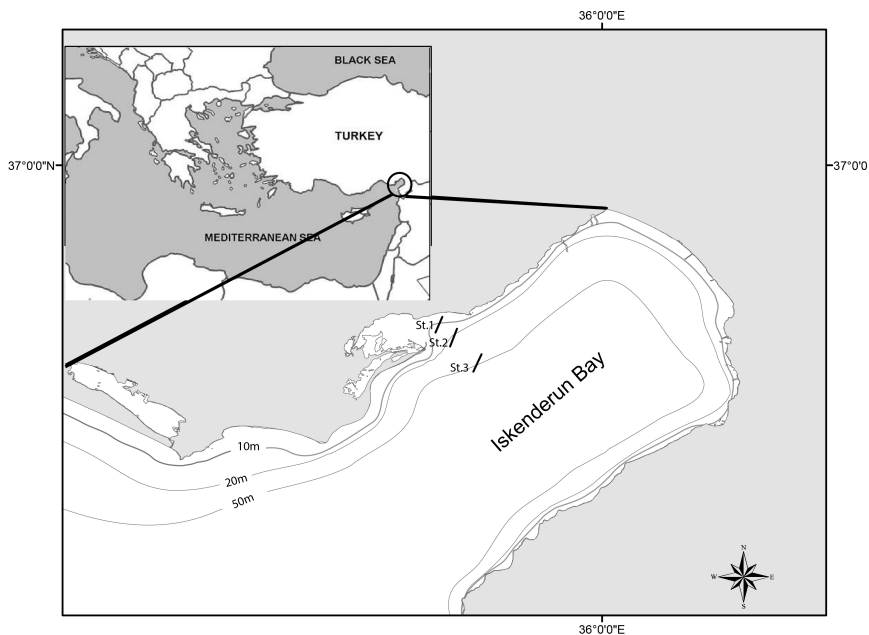 36°0'0"E
BLACK SEA
TURKEY
37°0'0"N
37°0'0
MEDITERRANEAN SEA
St.1
St.2
St.3
Iskenderun Bay
10m
20m
50m
N
W
E
S
36°0'0"E